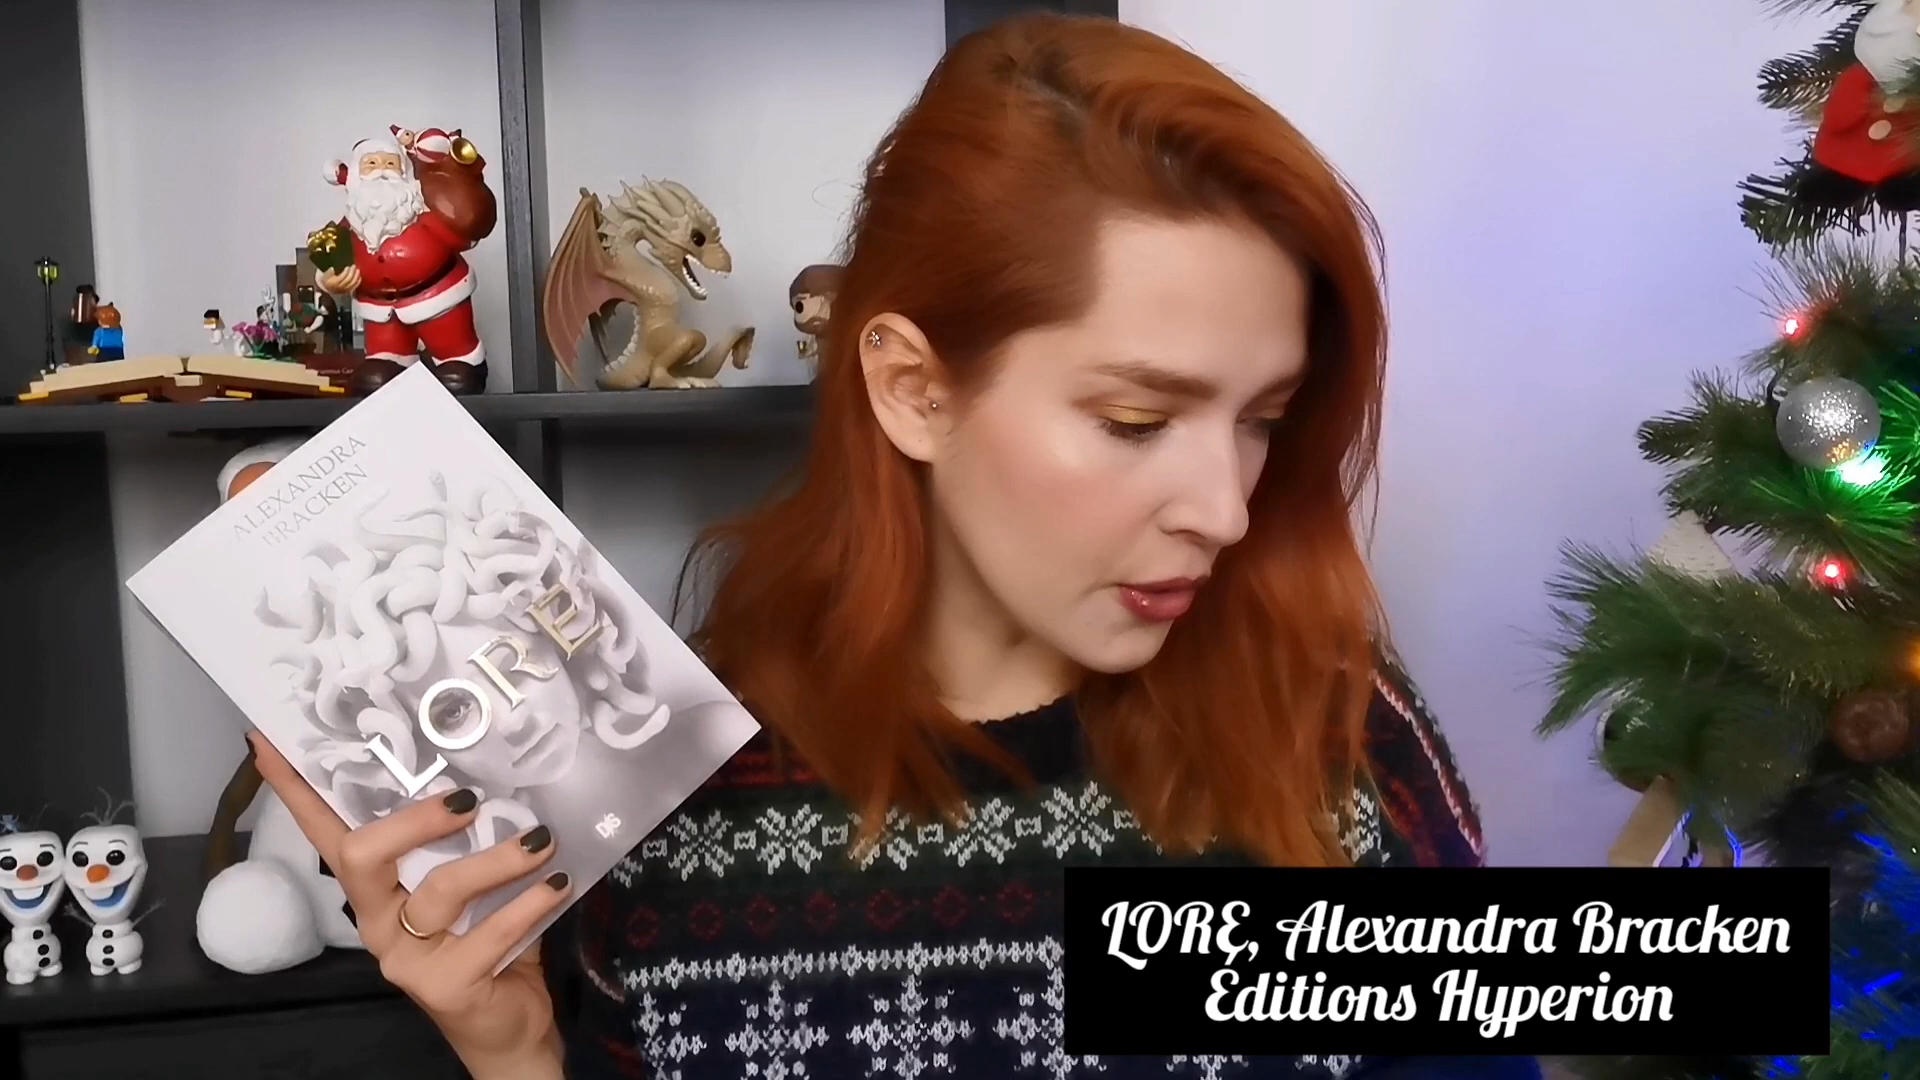 ALEXANDRA
BRACKEN
LORE
D/S
LORE, Alexandra Bracken
Editions Hyperion